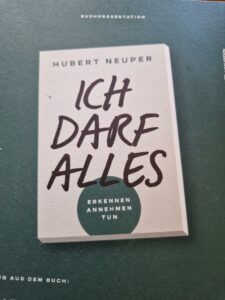 BUCHPRÄSENTATION
HUBERT NEUPER
ICH
DARF
ALLES
ERKENNEN
ANNEHMEN
TUN
AUS DEM BUCH: